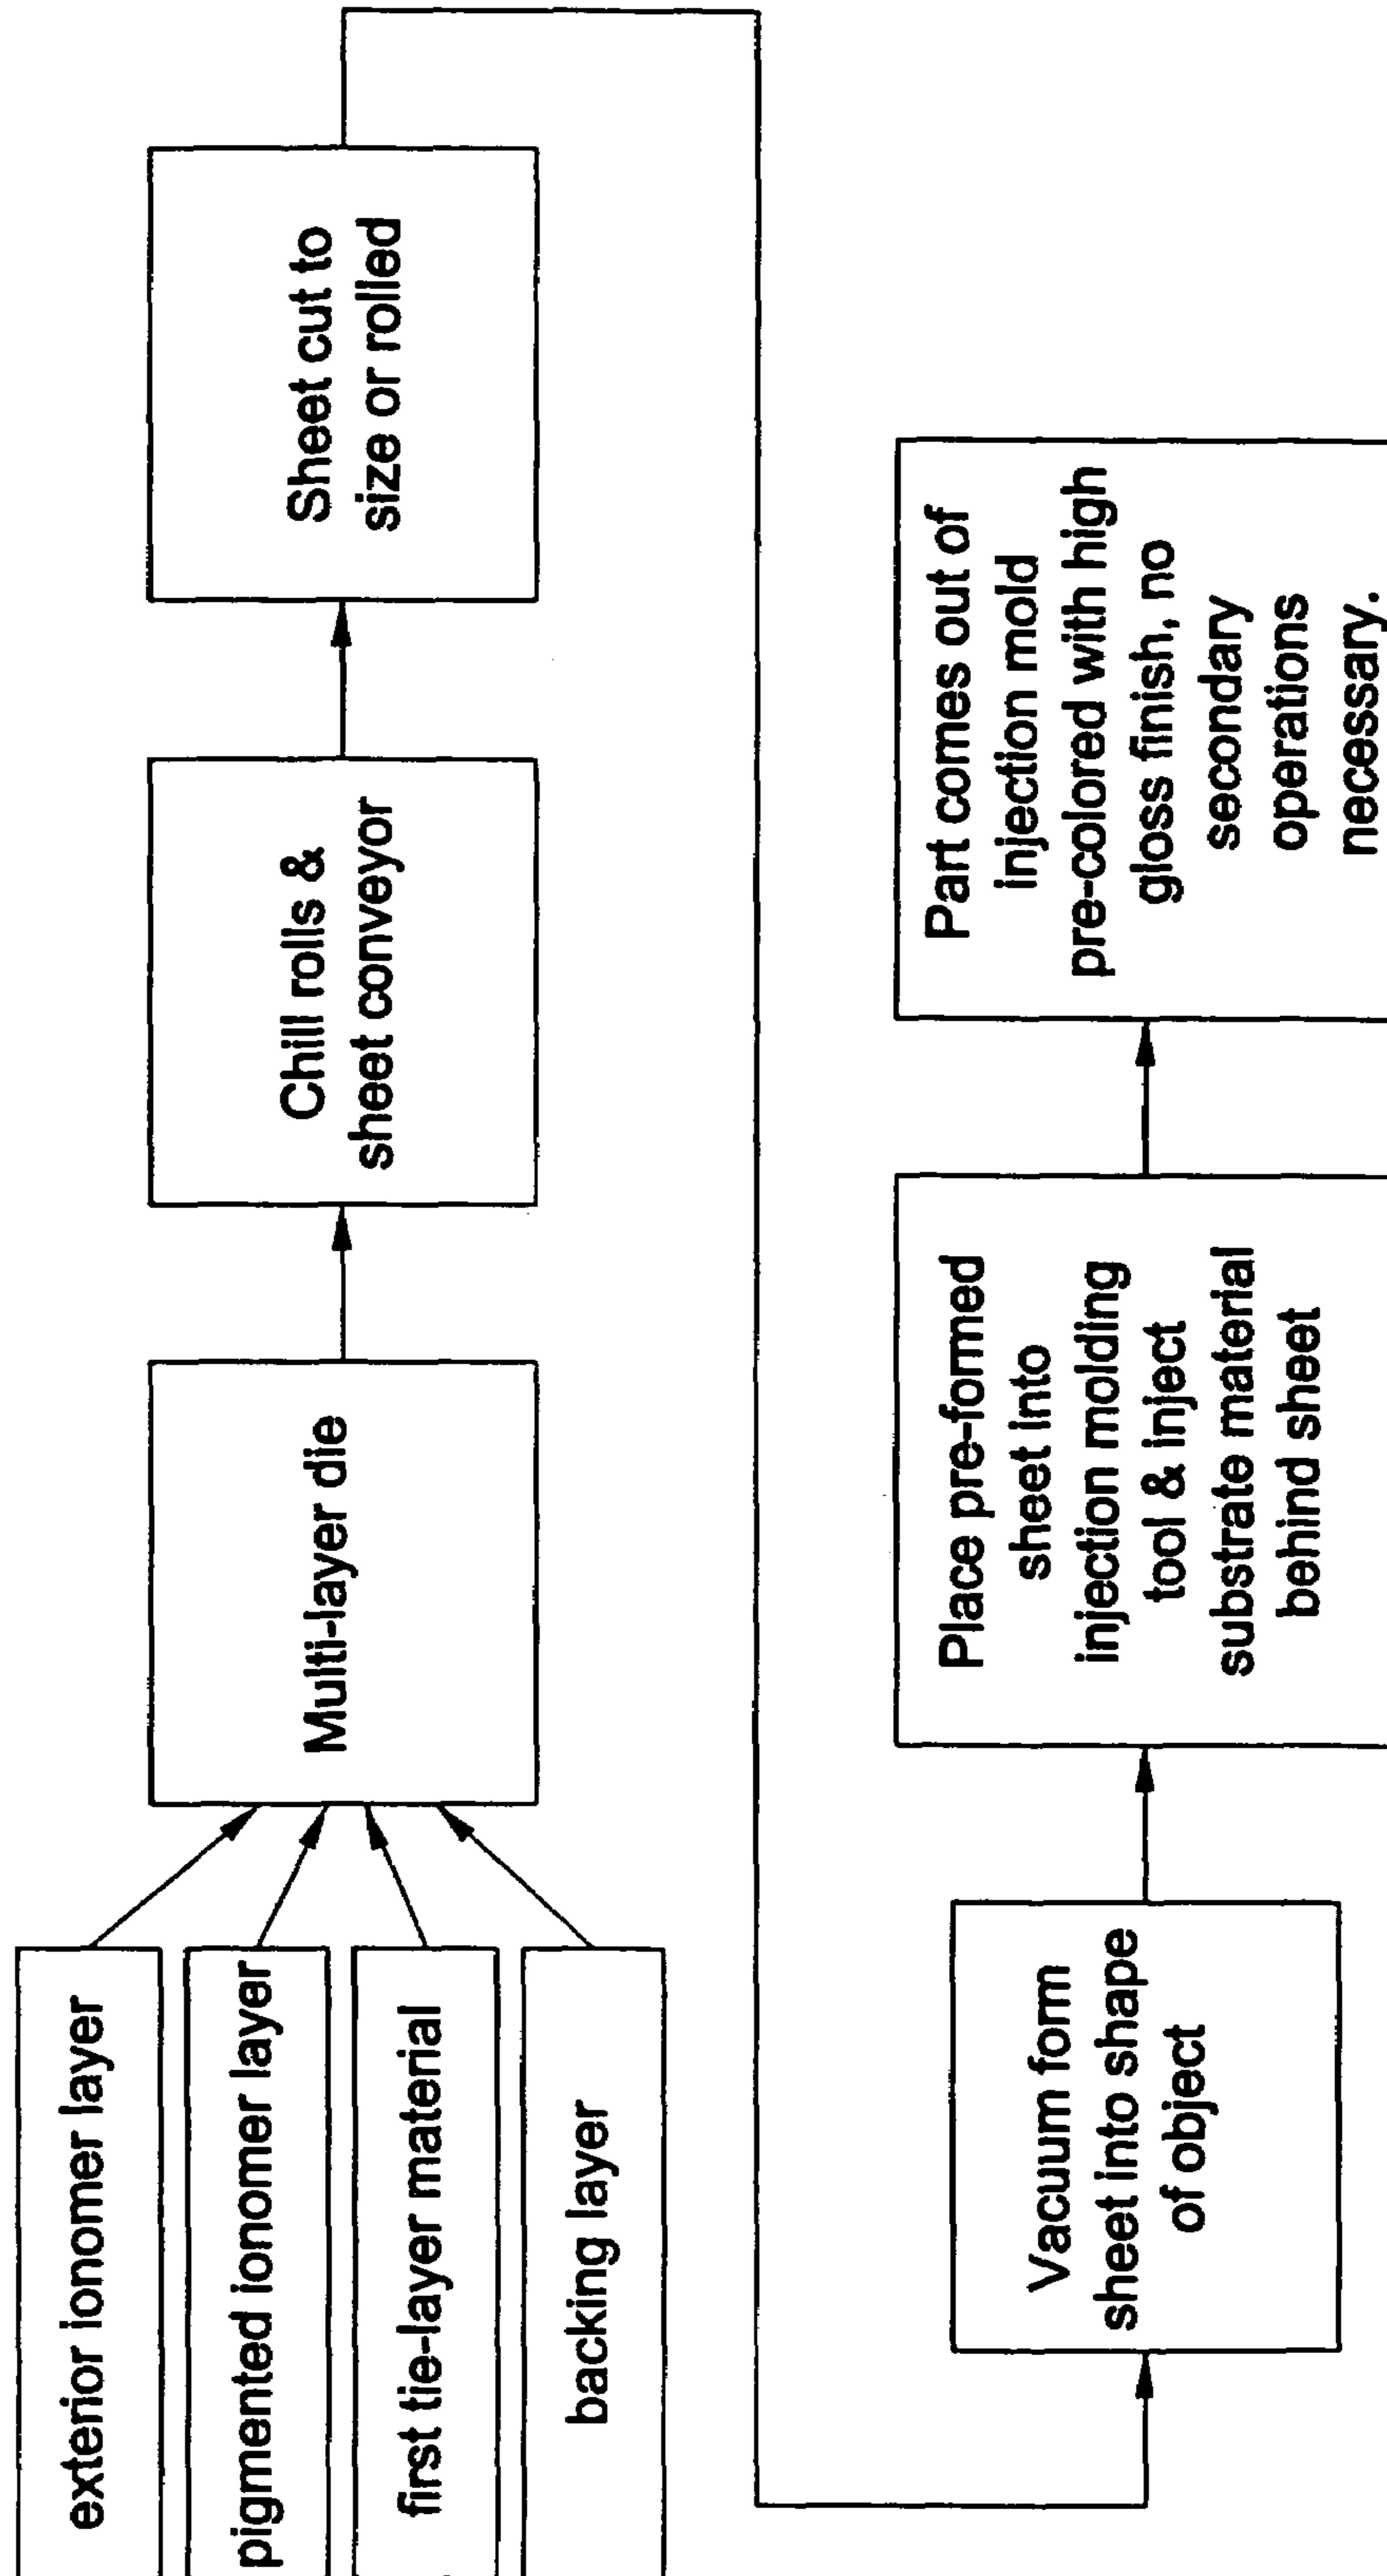 exterior ionomer layer
pigmented ionomer layer
first tie-layer material
backing layer
Multi-layer die
Chill rolls &
sheet conveyor
Sheet cut to
size or rolled
Vacuum form
sheet into shape
of object
Place pre-formed
sheet into
injection molding
tool & inject
substrate material
behind sheet
Part comes out of
injection mold
pre-colored with high
gloss finish, no
secondary
operations
necessary.